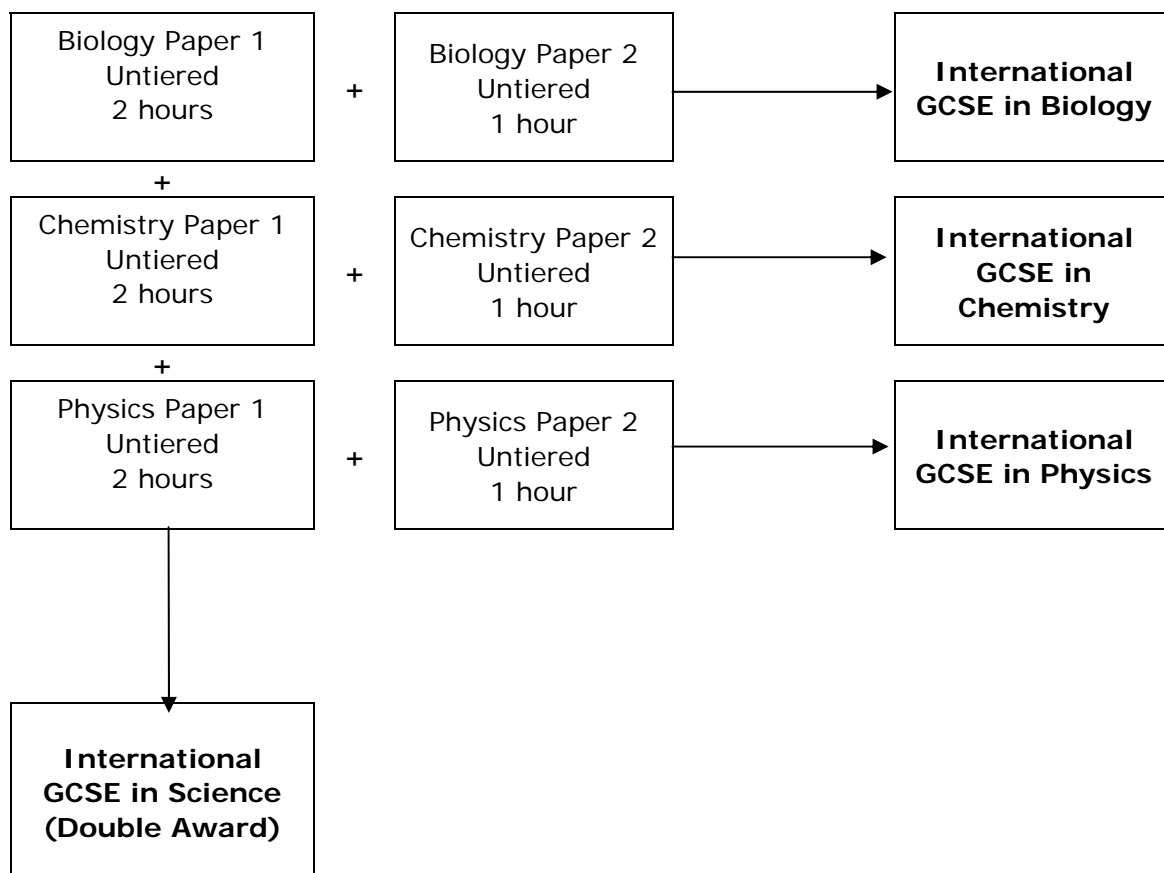 Biology Paper 1
Untiered
2 hours
+
Biology Paper 2
Untiered
1 hour
International
GCSE in Biology
+
Chemistry Paper 1
Untiered
2 hours
+
Chemistry Paper 2
Untiered
1 hour
International
GCSE in
Chemistry
+
Physics Paper 1
Untiered
2 hours
+
Physics Paper 2
Untiered
1 hour
International
GCSE in Physics
International
GCSE in Science
(Double Award)